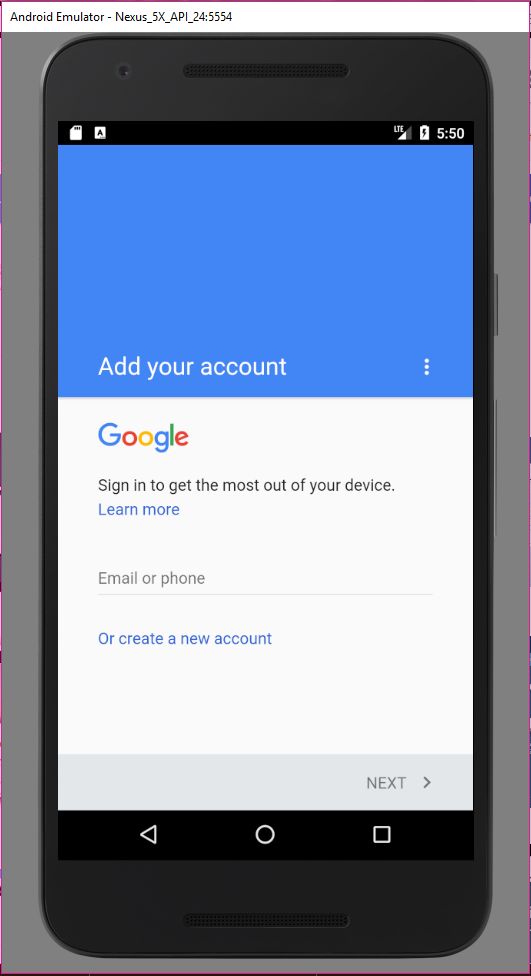 Android Emulator - Nexus_5X_API_24:5554
A
LTE
5:50
Add your account
Google
Sign in to get the most out of your device.
Learn more
Email or phone
Or create a new account
NEXT